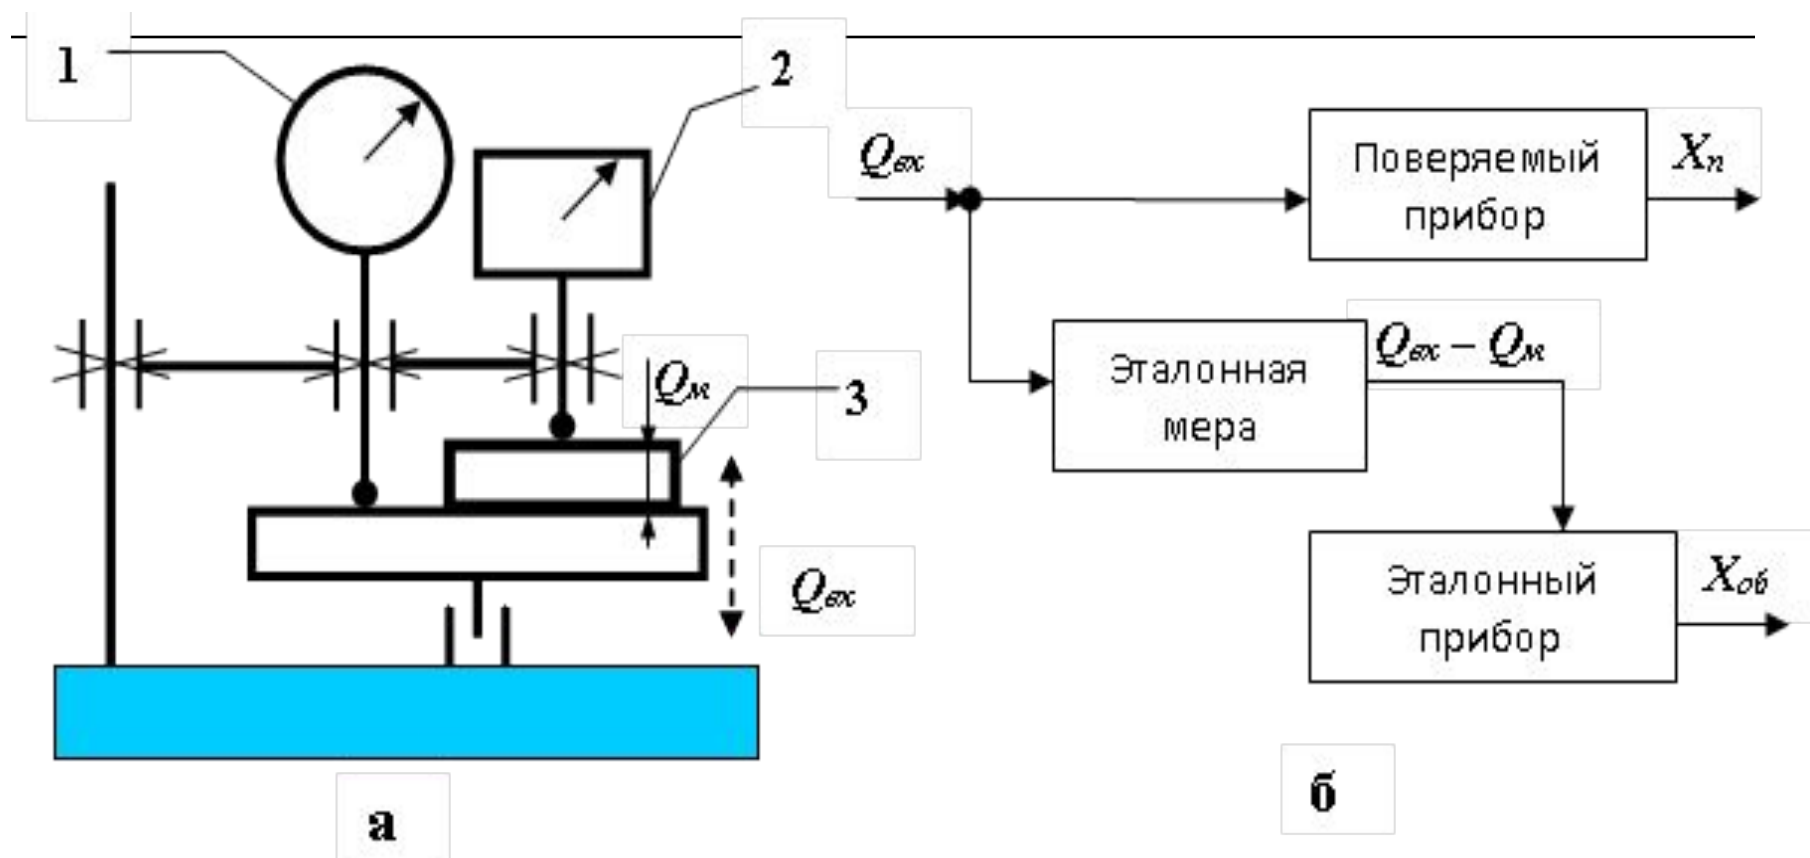 1
2
Qвх
Поверяемый
прибор
Xп
Qм
3
Эталонная
мера
Qвх − Qм
Qвх
Эталонный
прибор
Xоб
а
б